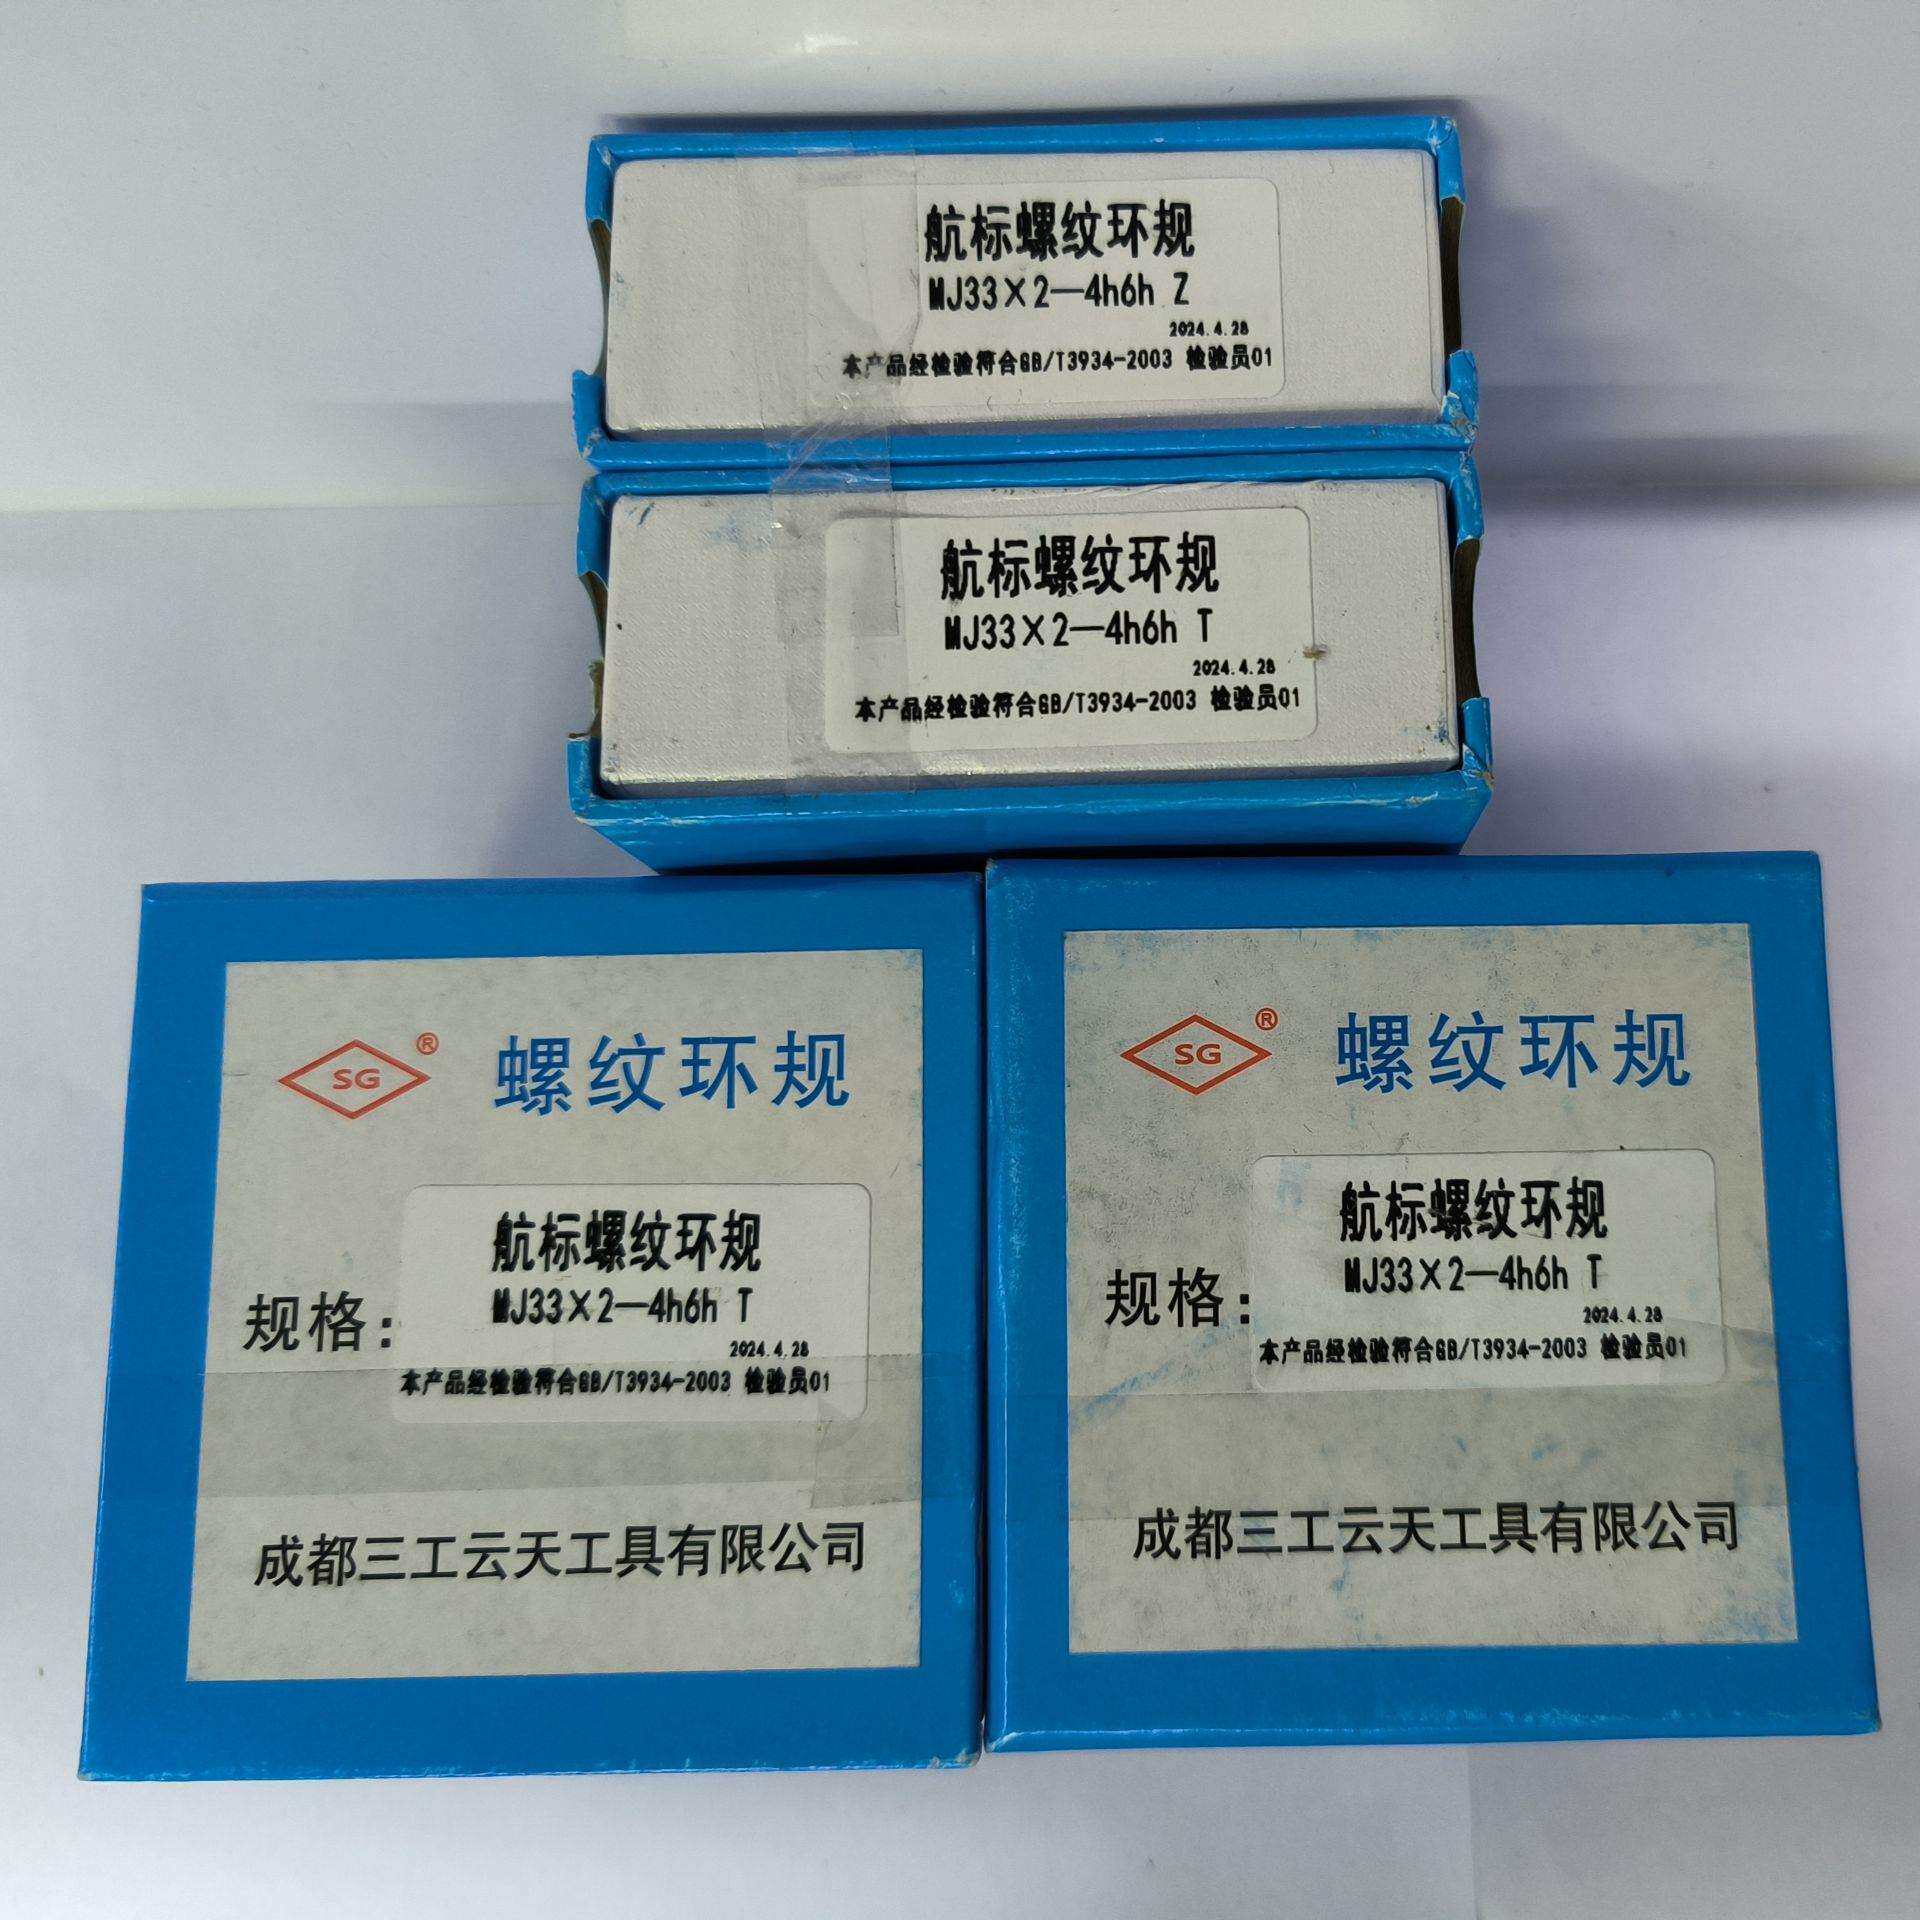 航标螺纹环规
MJ33×2—4h6h Z
2024.4.28
本产品经检验符合GB/T3934-2003 检验员01
航标螺纹环规
MJ33×2—4h6h T
2024.4.28
本产品经检验符合GB/T3934-2003 检验员01
SG® 螺纹环规
航标螺纹环规
规格：
MJ33×2—4h6h T
2024.4.28
本产品经检验符合GB/T3934-2003 检验员01
成都三工云天工具有限公司
SG® 螺纹环规
航标螺纹环规
规格：
MJ33×2—4h6h T
2024.4.28
本产品经检验符合GB/T3934-2003 检验员01
成都三工云天工具有限公司